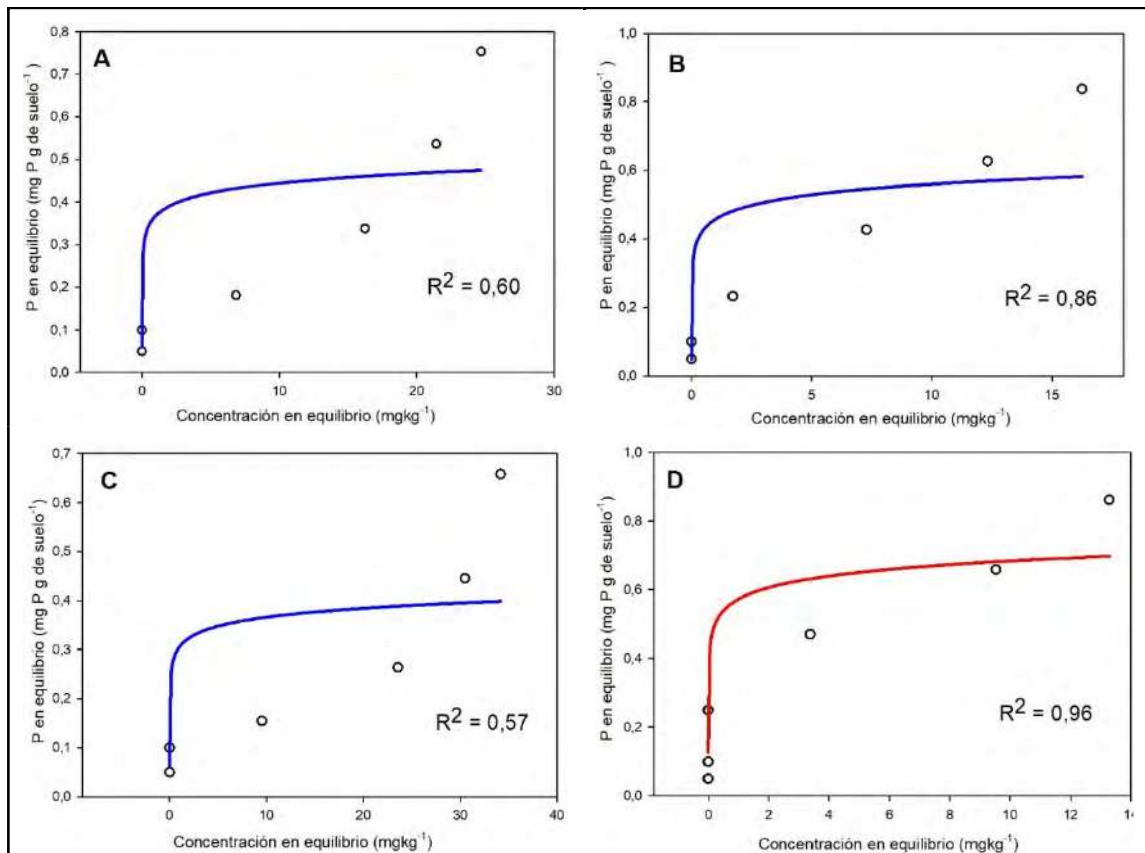 A
P en equilibrio (mg P g de suelo⁻¹)
0,8
0,7
0,6
0,5
0,4
0,3
0,2
0,1
0,0
R² = 0,60
0 10 20 30
Concentración en equilibrio (mgkg⁻¹)
B
P en equilibrio (mg P g de suelo⁻¹)
1,0
0,8
0,6
0,4
0,2
0,0
R² = 0,86
0 5 10 15
Concentración en equilibrio (mgkg⁻¹)
C
P en equilibrio (mg P g de suelo⁻¹)
0,7
0,6
0,5
0,4
0,3
0,2
0,1
0,0
R² = 0,57
0 10 20 30 40
Concentración en equilibrio (mgkg⁻¹)
D
P en equilibrio (mg P g de suelo⁻¹)
1,0
0,8
0,6
0,4
0,2
0,0
R² = 0,96
0 2 4 6 8 10 12 14
Concentración en equilibrio (mgkg⁻¹)